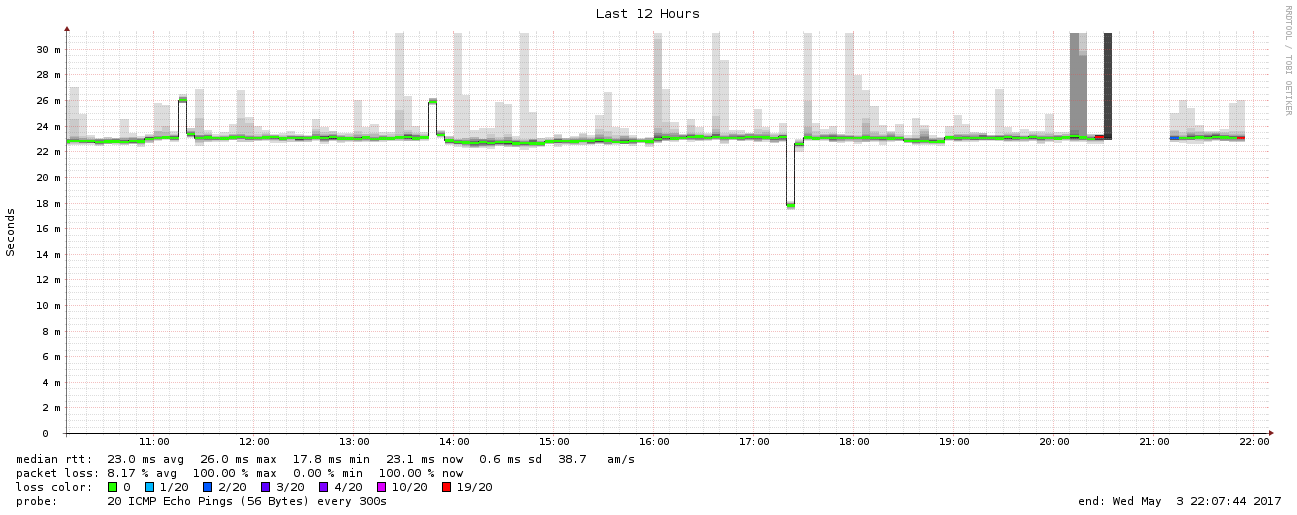 Last 12 Hours
RRDTOOL / TOBI OETIKER
30 m
28 m
26 m
24 m
22 m
20 m
18 m
16 m
14 m
12 m
10 m
8 m
6 m
4 m
2 m
0
Seconds
11:00 12:00 13:00 14:00 15:00 16:00 17:00 18:00 19:00 20:00 21:00 22:00
median rtt: 23.0 ms avg 26.0 ms max 17.8 ms min 23.1 ms now 0.6 ms sd 38.7 am/s
packet loss: 8.17 % avg 100.00 % max 0.00 % min 100.00 % now
loss color: 0 1/20 2/20 3/20 4/20 10/20 19/20
probe: 20 ICMP Echo Pings (56 Bytes) every 300s end: Wed May 3 22:07:44 2017